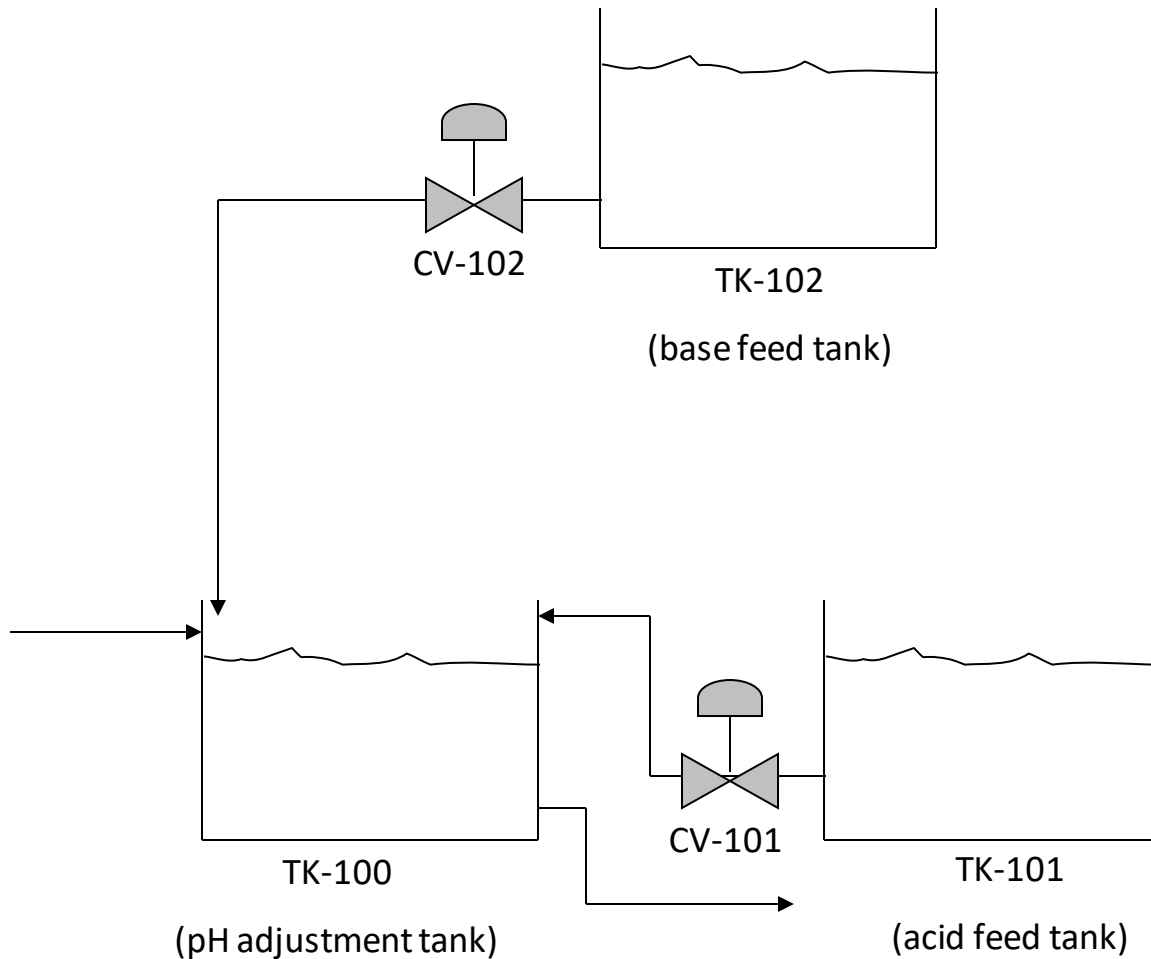 CV-102
TK-102
(base feed tank)
CV-101
TK-100
TK-101
(pH adjustment tank)
(acid feed tank)